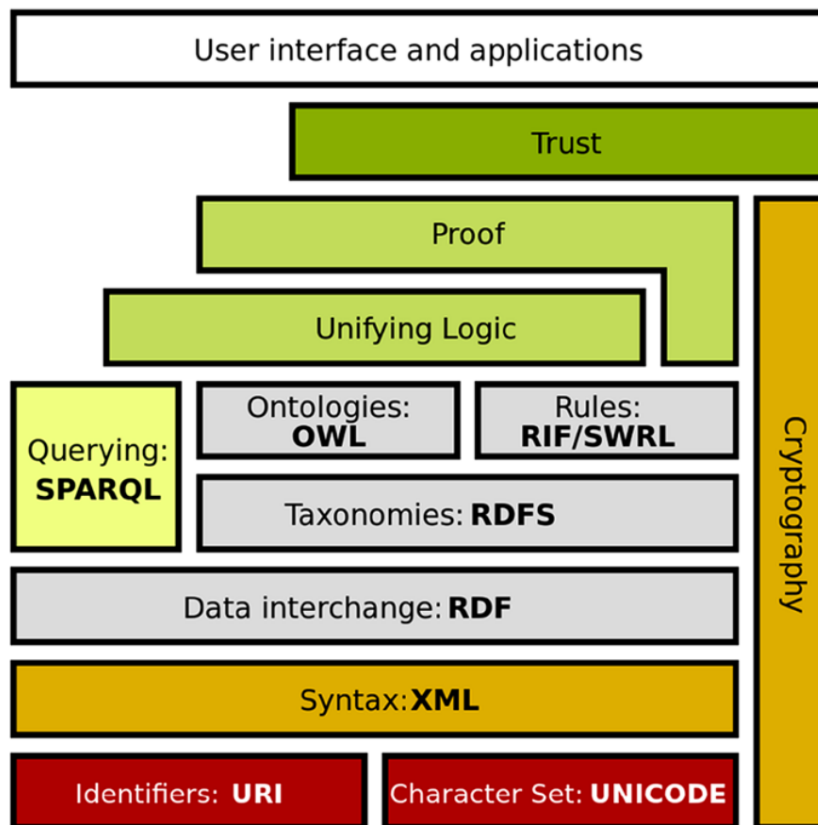 User interface and applications
Trust
Proof
Unifying Logic
Ontologies:
OWL
Rules:
RIF/SWRL
Querying:
SPARQL
Taxonomies: RDFS
Cryptography
Data interchange: RDF
Syntax:XML
Identifiers: URI
Character Set: UNICODE